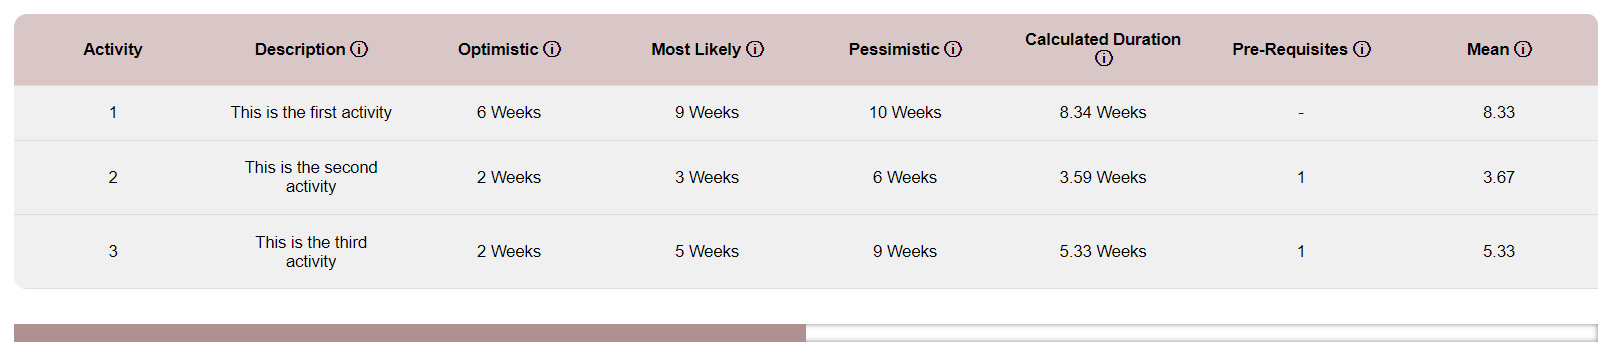 Activity Description ⓘ Optimistic ⓘ Most Likely ⓘ Pessimistic ⓘ Calculated Duration ⓘ Pre-Requisites ⓘ Mean ⓘ
1 This is the first activity 6 Weeks 9 Weeks 10 Weeks 8.34 Weeks - 8.33
2 This is the second activity 2 Weeks 3 Weeks 6 Weeks 3.59 Weeks 1 3.67
3 This is the third activity 2 Weeks 5 Weeks 9 Weeks 5.33 Weeks 1 5.33